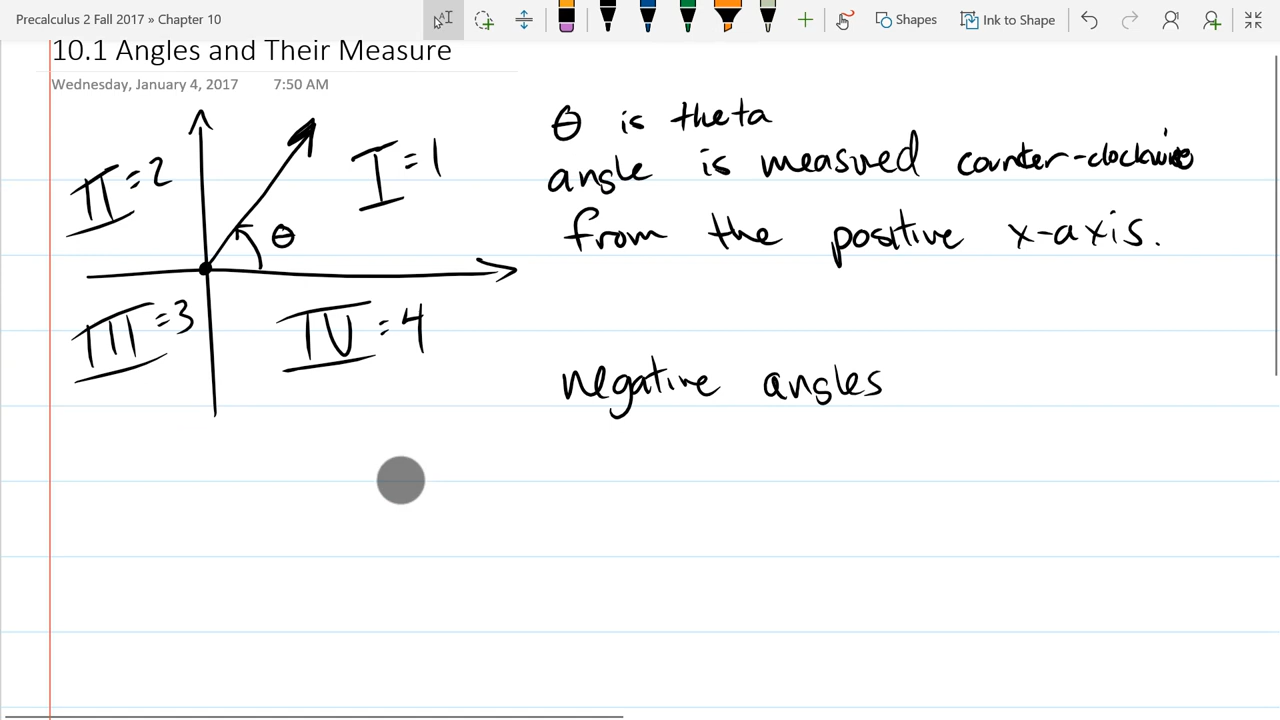 Precalculus 2 Fall 2017 » Chapter 10
Shapes
Ink to Shape
10.1 Angles and Their Measure
Wednesday, January 4, 2017 7:50 AM
II = 2
I = 1
θ
III = 3
IV = 4
θ is theta
angle is measured counter-clockwise
from the positive x-axis.
negative angles